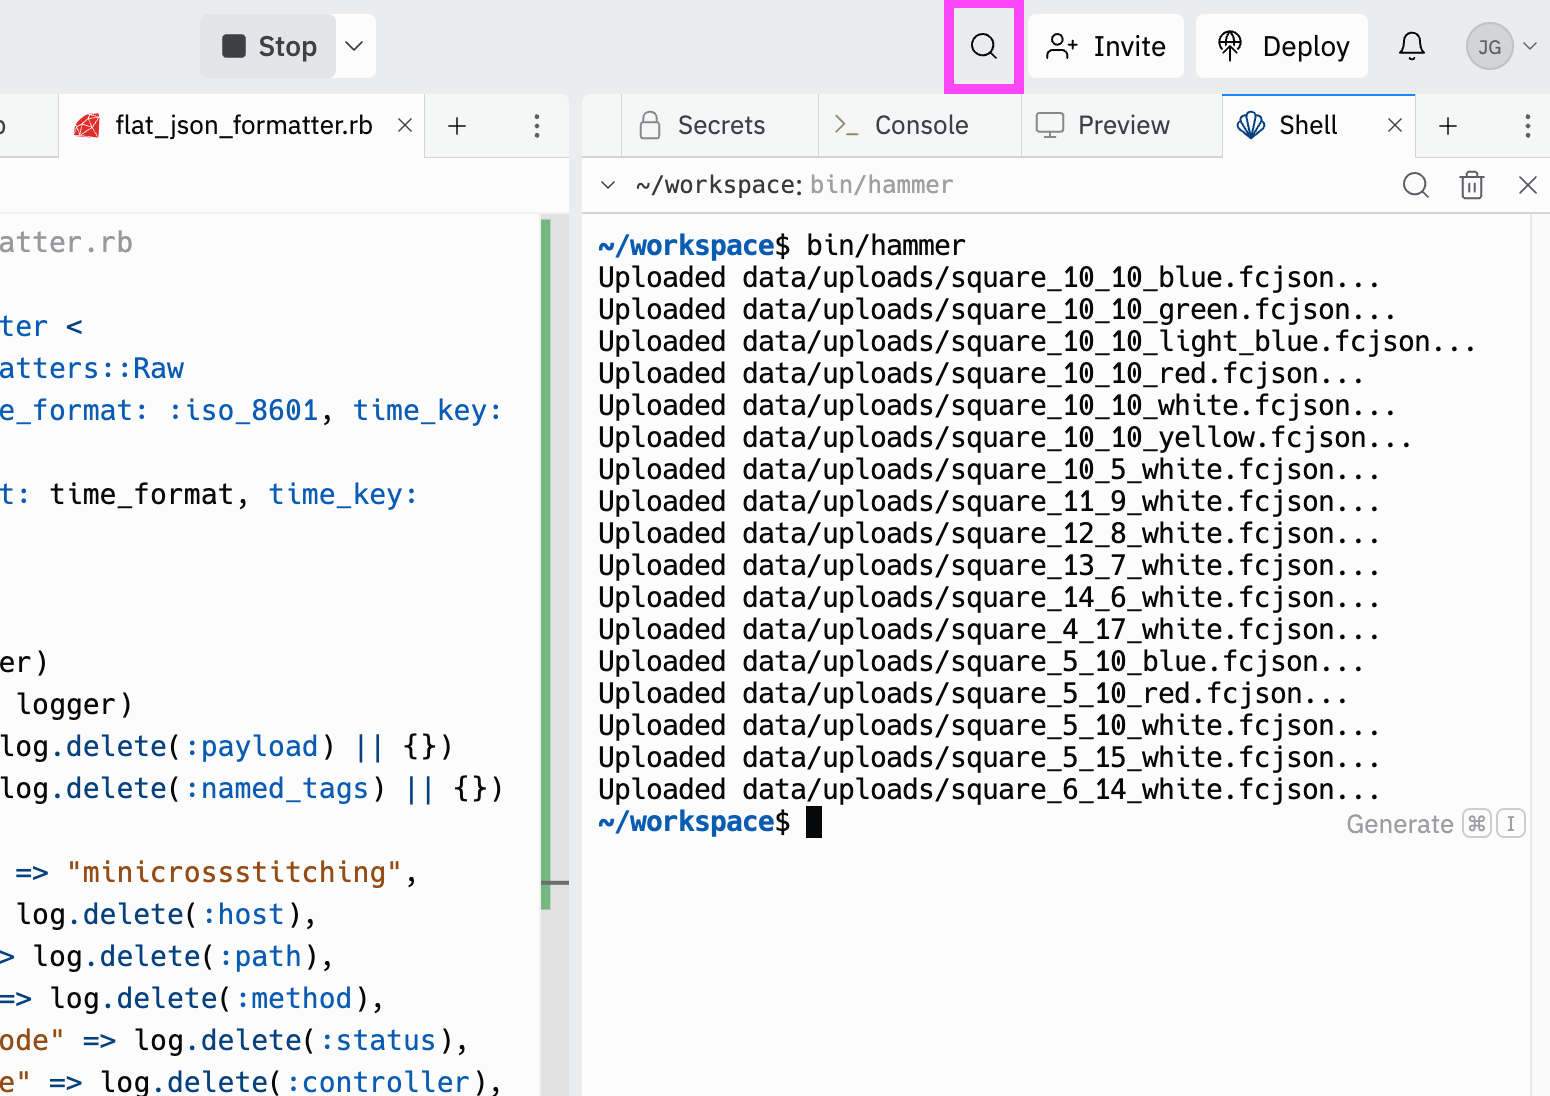 Stop
Invite
Deploy
JG
flat_json_formatter.rb
Secrets
Console
Preview
Shell
~/workspace: bin/hammer
atter.rb
ter <
atters::Raw
e_format: :iso_8601, time_key:
t: time_format, time_key:
er)
logger)
log.delete(:payload) || {})
log.delete(:named_tags) || {})
=> "minicrossstitching",
log.delete(:host),
> log.delete(:path),
=> log.delete(:method),
ode" => log.delete(:status),
e" => log.delete(:controller),
~/workspace$ bin/hammer
Uploaded data/uploads/square_10_10_blue.fcjson...
Uploaded data/uploads/square_10_10_green.fcjson...
Uploaded data/uploads/square_10_10_light_blue.fcjson...
Uploaded data/uploads/square_10_10_red.fcjson...
Uploaded data/uploads/square_10_10_white.fcjson...
Uploaded data/uploads/square_10_10_yellow.fcjson...
Uploaded data/uploads/square_10_5_white.fcjson...
Uploaded data/uploads/square_11_9_white.fcjson...
Uploaded data/uploads/square_12_8_white.fcjson...
Uploaded data/uploads/square_13_7_white.fcjson...
Uploaded data/uploads/square_14_6_white.fcjson...
Uploaded data/uploads/square_4_17_white.fcjson...
Uploaded data/uploads/square_5_10_blue.fcjson...
Uploaded data/uploads/square_5_10_red.fcjson...
Uploaded data/uploads/square_5_10_white.fcjson...
Uploaded data/uploads/square_5_15_white.fcjson...
Uploaded data/uploads/square_6_14_white.fcjson...
~/workspace$
Generate ⌘ I